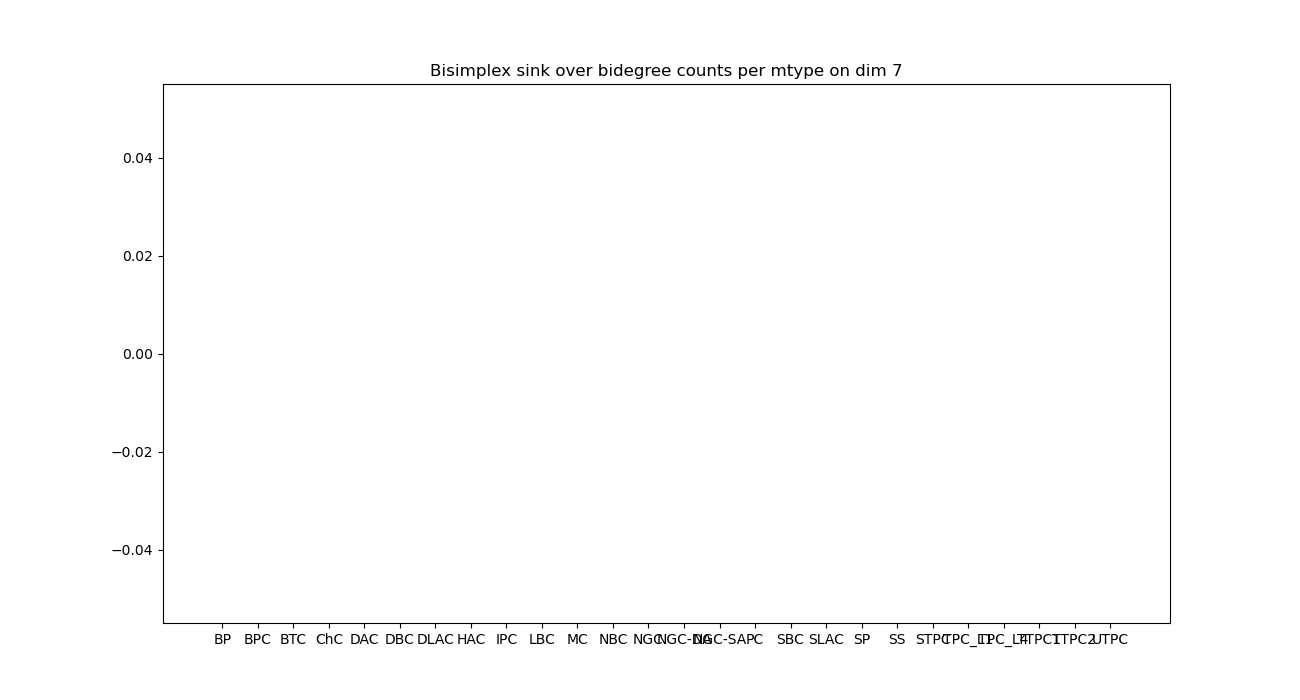 Bisimplex sink over bidegree counts per mtype on dim 7
0.04
0.02
0.00
−0.02
−0.04
BP BPC BTC ChC DAC DBC DLAC HAC IPC LBC MC NBC NGC NGC-DA NGC-SA PC SBC SLAC SP SS STPC TPC_L1 TPC_L4 TTPC1 TTPC2 UTPC